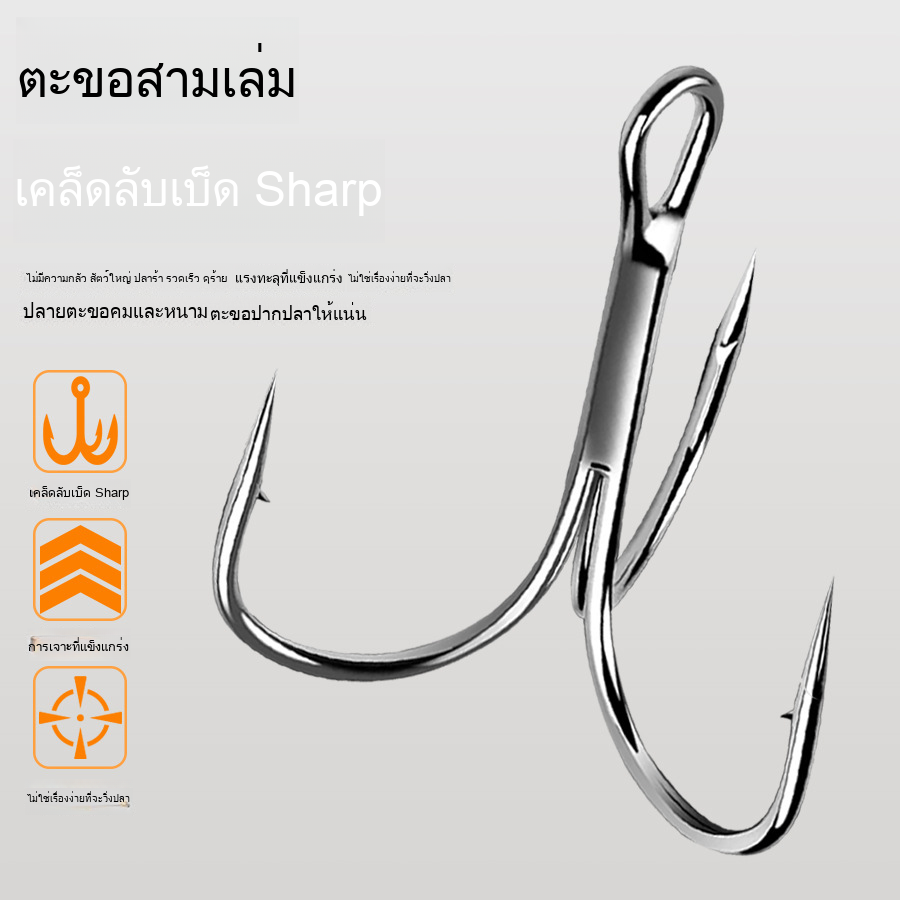 ตะขอสามเล่ม
เคล็ดลับเบ็ด Sharp
ไม่มีความกลัว สัตว์ใหญ่ ปลาร้า รวดเร็ว ดุร้าย แรงทะลุที่แข็งแกร่ง ไม่ใช่เรื่องง่ายที่จะวิ่งปลา
ปลายตะขอคมและหนาม ตะขอปากปลาให้แน่น
เคล็ดลับเบ็ด Sharp
การเจาะที่แข็งแกร่ง
ไม่ใช่เรื่องง่ายที่จะวิ่งปลา